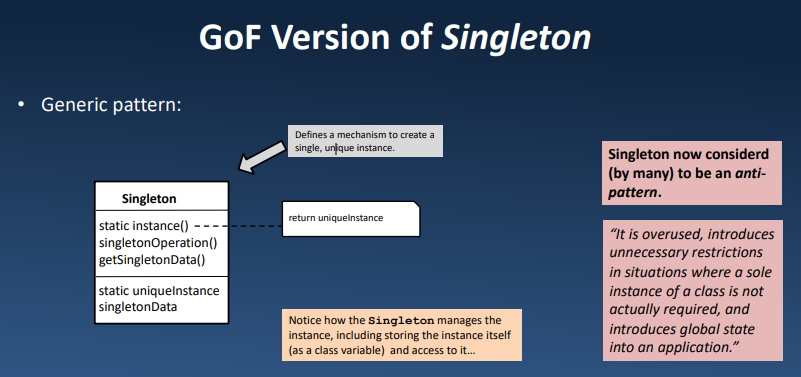 GoF Version of Singleton
• Generic pattern:
Defines a mechanism to create a
single, unique instance.
Singleton
static instance()
singletonOperation()
getSingletonData()
static uniqueInstance
singletonData
return uniqueInstance
Notice how the Singleton manages the
instance, including storing the instance itself
(as a class variable) and access to it...
Singleton now considerd
(by many) to be an anti-
pattern.
“It is overused, introduces
unnecessary restrictions
in situations where a sole
instance of a class is not
actually required, and
introduces global state
into an application.”